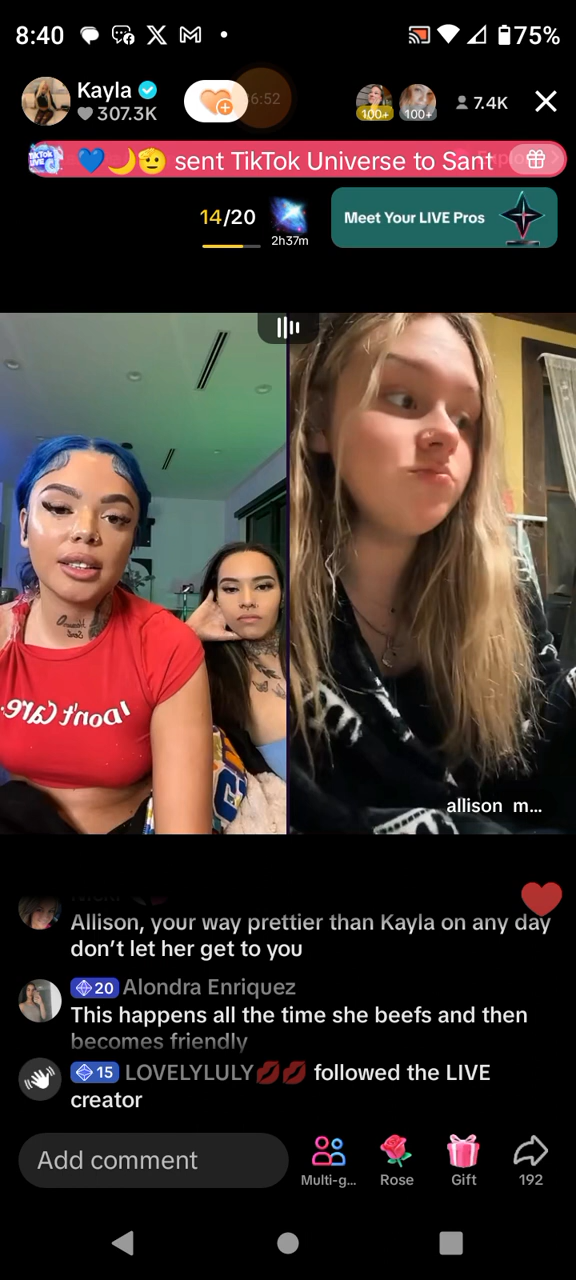 8:40
75%
Kayla
307.3K
6:52
100+
100+
7.4K
💙🌙🫡 sent TikTok Universe to Sant
14/20
2h37m
Meet Your LIVE Pros
I Don't Care.
allison m...
Allison, your way prettier than Kayla on any day
don't let her get to you
20 Alondra Enriquez
This happens all the time she beefs and then
becomes friendly
15 LOVELYLULY💋💋 followed the LIVE
creator
Add comment
Multi-g...
Rose
Gift
192